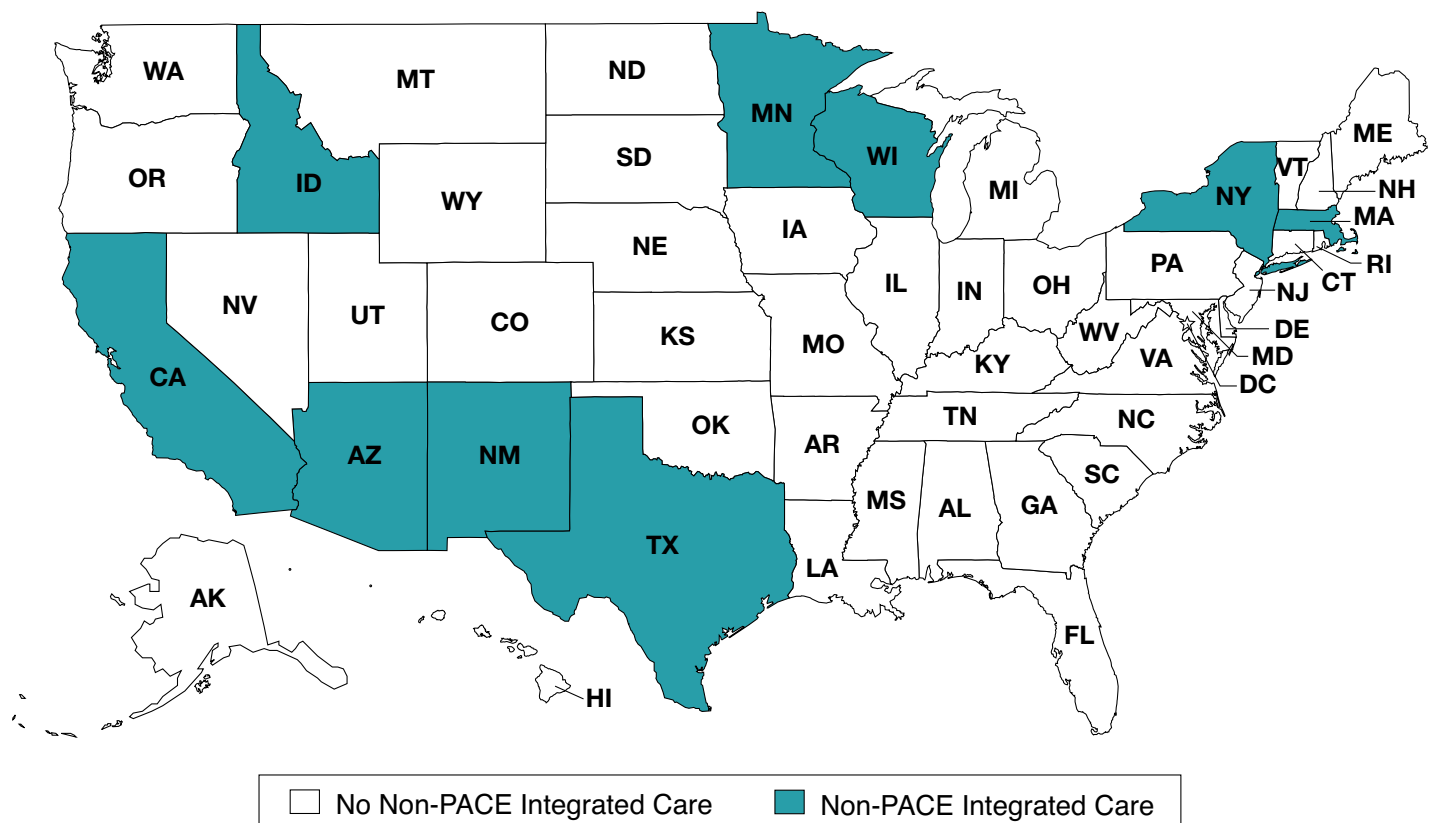 WA
MT
ND
MN
ME
OR
ID
WY
SD
WI
MI
VT
NY
NH
MA
NV
UT
CO
NE
IA
IL
IN
OH
PA
RI
CT
NJ
CA
KS
MO
KY
WV
VA
DE
MD
DC
AZ
NM
OK
AR
TN
NC
SC
TX
LA
MS
AL
GA
FL
AK
HI
No Non-PACE Integrated Care
Non-PACE Integrated Care